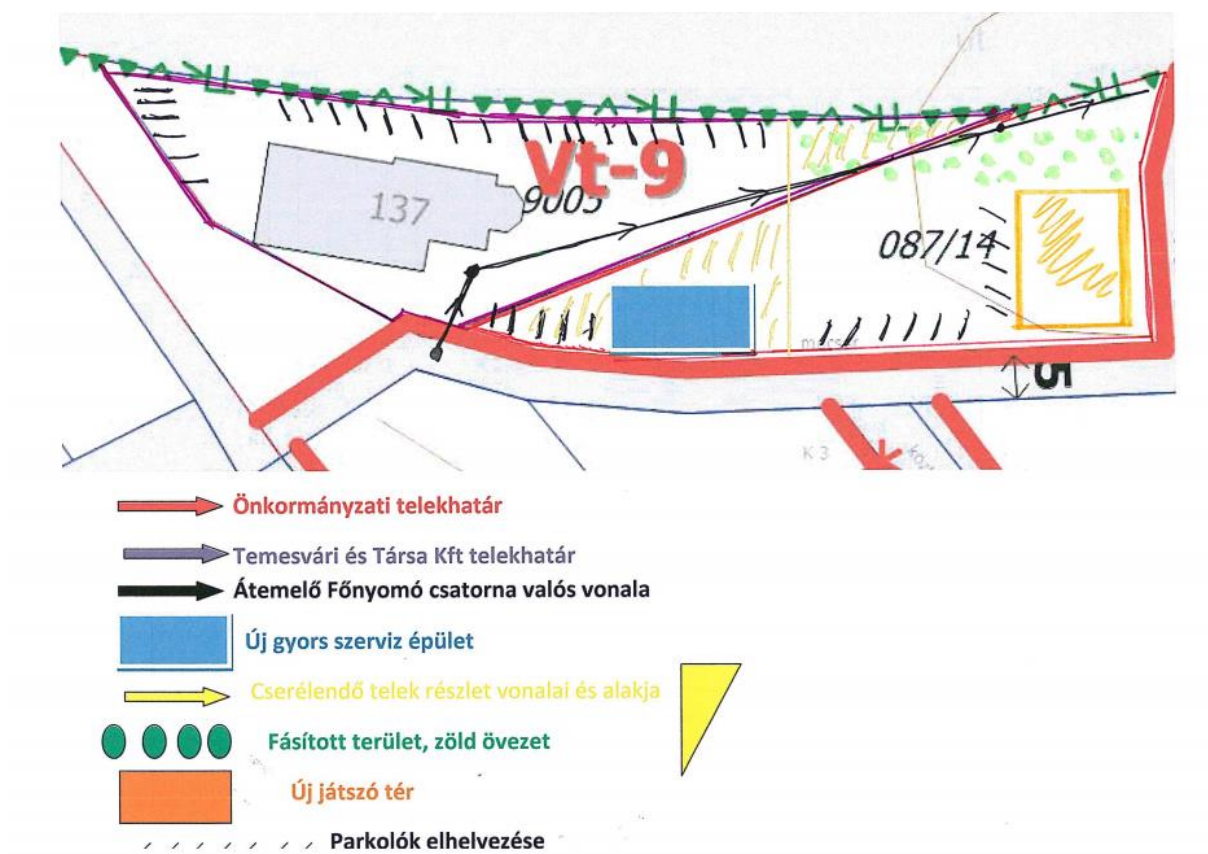 út
Vt-9
9005
137
087/14
5
K 3
Önkormányzati telekhatár
Temesvári és Társa Kft telekhatár
Átemelő Főnyomó csatorna valós vonala
Új gyors szerviz épület
Cserélendő telek részlet vonalai és alakja
Fásított terület, zöld övezet
Új játszó tér
Parkolók elhelyezése